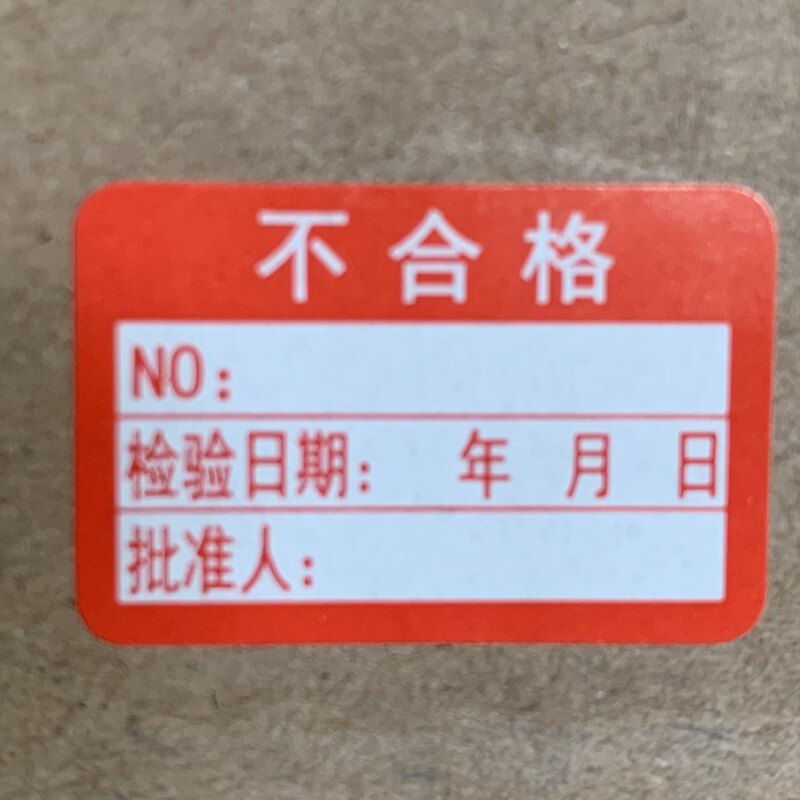 不合格
NO：
检验日期： 年 月 日
批准人：